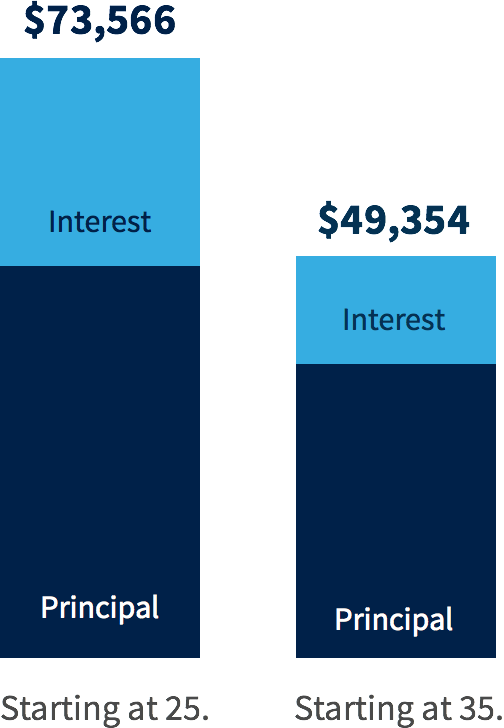 $73,566
Interest
Principal
Starting at 25.
$49,354
Interest
Principal
Starting at 35.